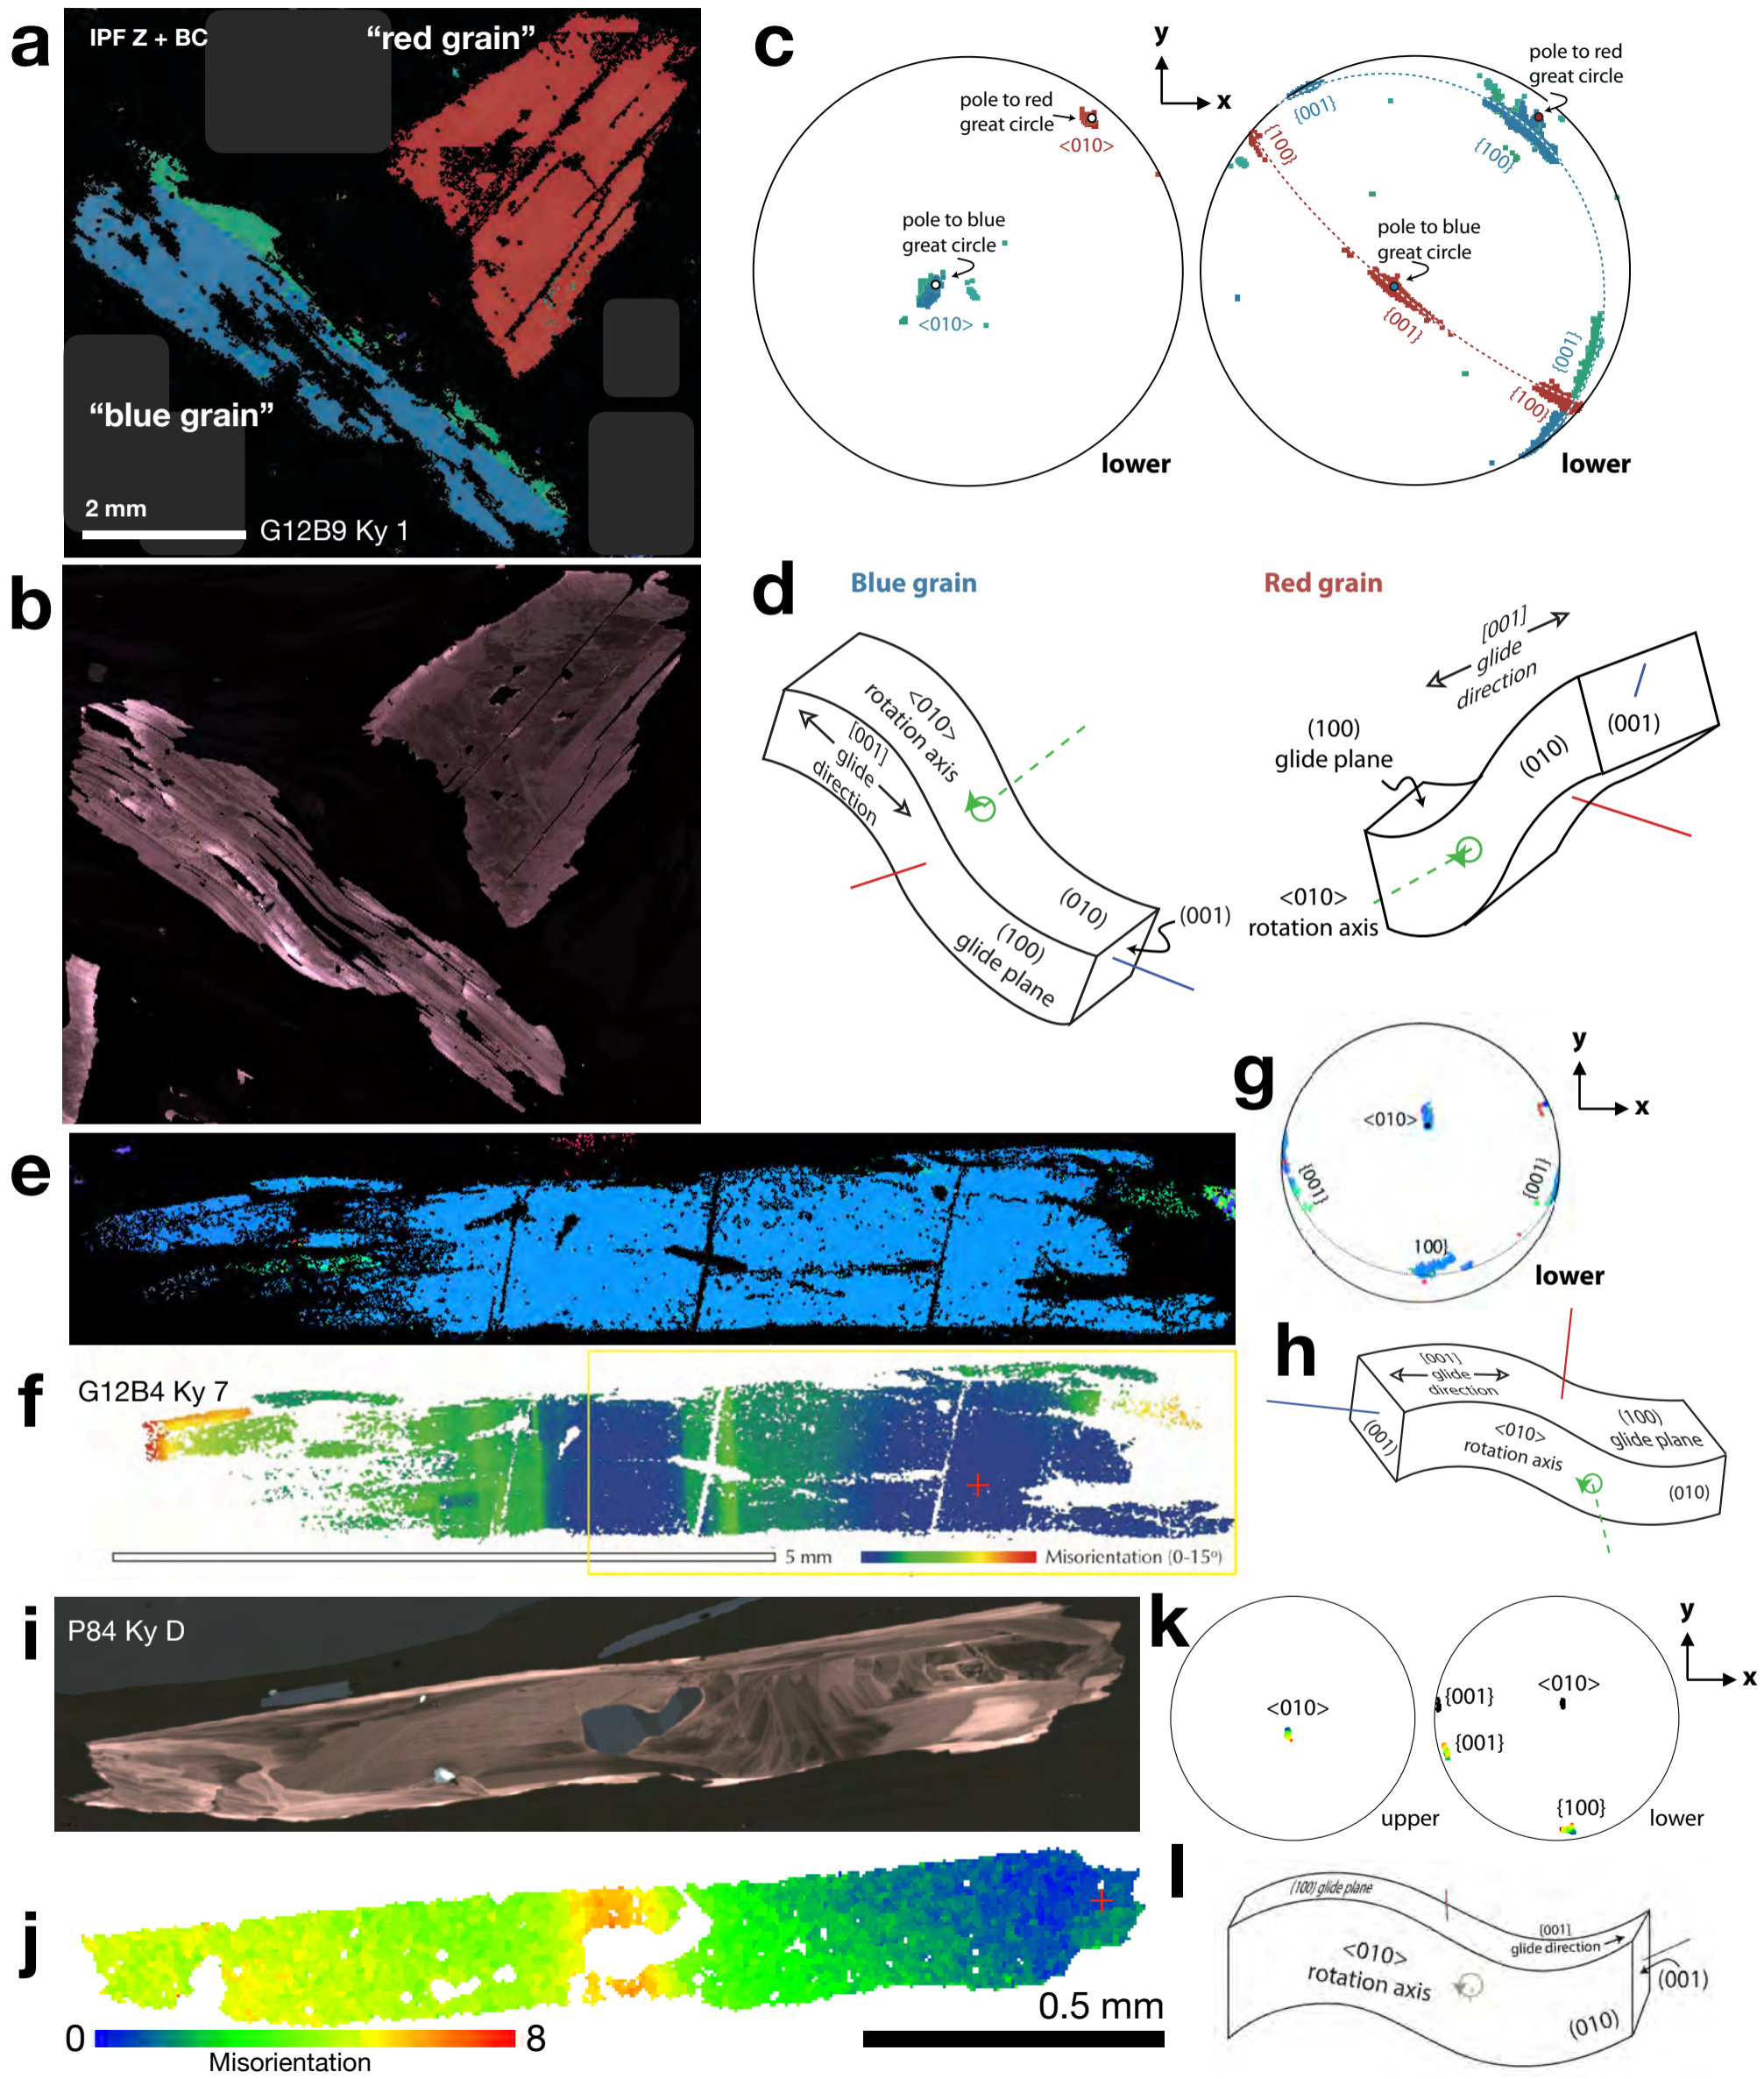 a
IPF Z + BC
“red grain”
“blue grain”
2 mm
G12B9 Ky 1
b
c
pole to red
great circle
<010>
pole to blue
great circle
<010>
lower
y
x
pole to red
great circle
{001}
{100}
{100}
pole to blue
great circle
{001}
{001}
{100}
lower
d
Blue grain
<010>
rotation axis
[001]
glide
direction
(010)
(100)
glide plane
(001)
Red grain
[001]
glide
direction
(100)
glide plane
(010)
(001)
<010>
rotation axis
e
f
G12B4 Ky 7
5 mm
Misorientation (0-15º)
g
<010>
{001}
{001}
100}
lower
y
x
h
[001]
glide
direction
(001)
<010>
rotation axis
(100)
glide plane
(010)
i
P84 Ky D
j
0
8
Misorientation
0.5 mm
k
<010>
upper
{001}
<010>
{001}
{100}
lower
y
x
l
(100) glide plane
[001]
glide direction
<010>
rotation axis
(001)
(010)